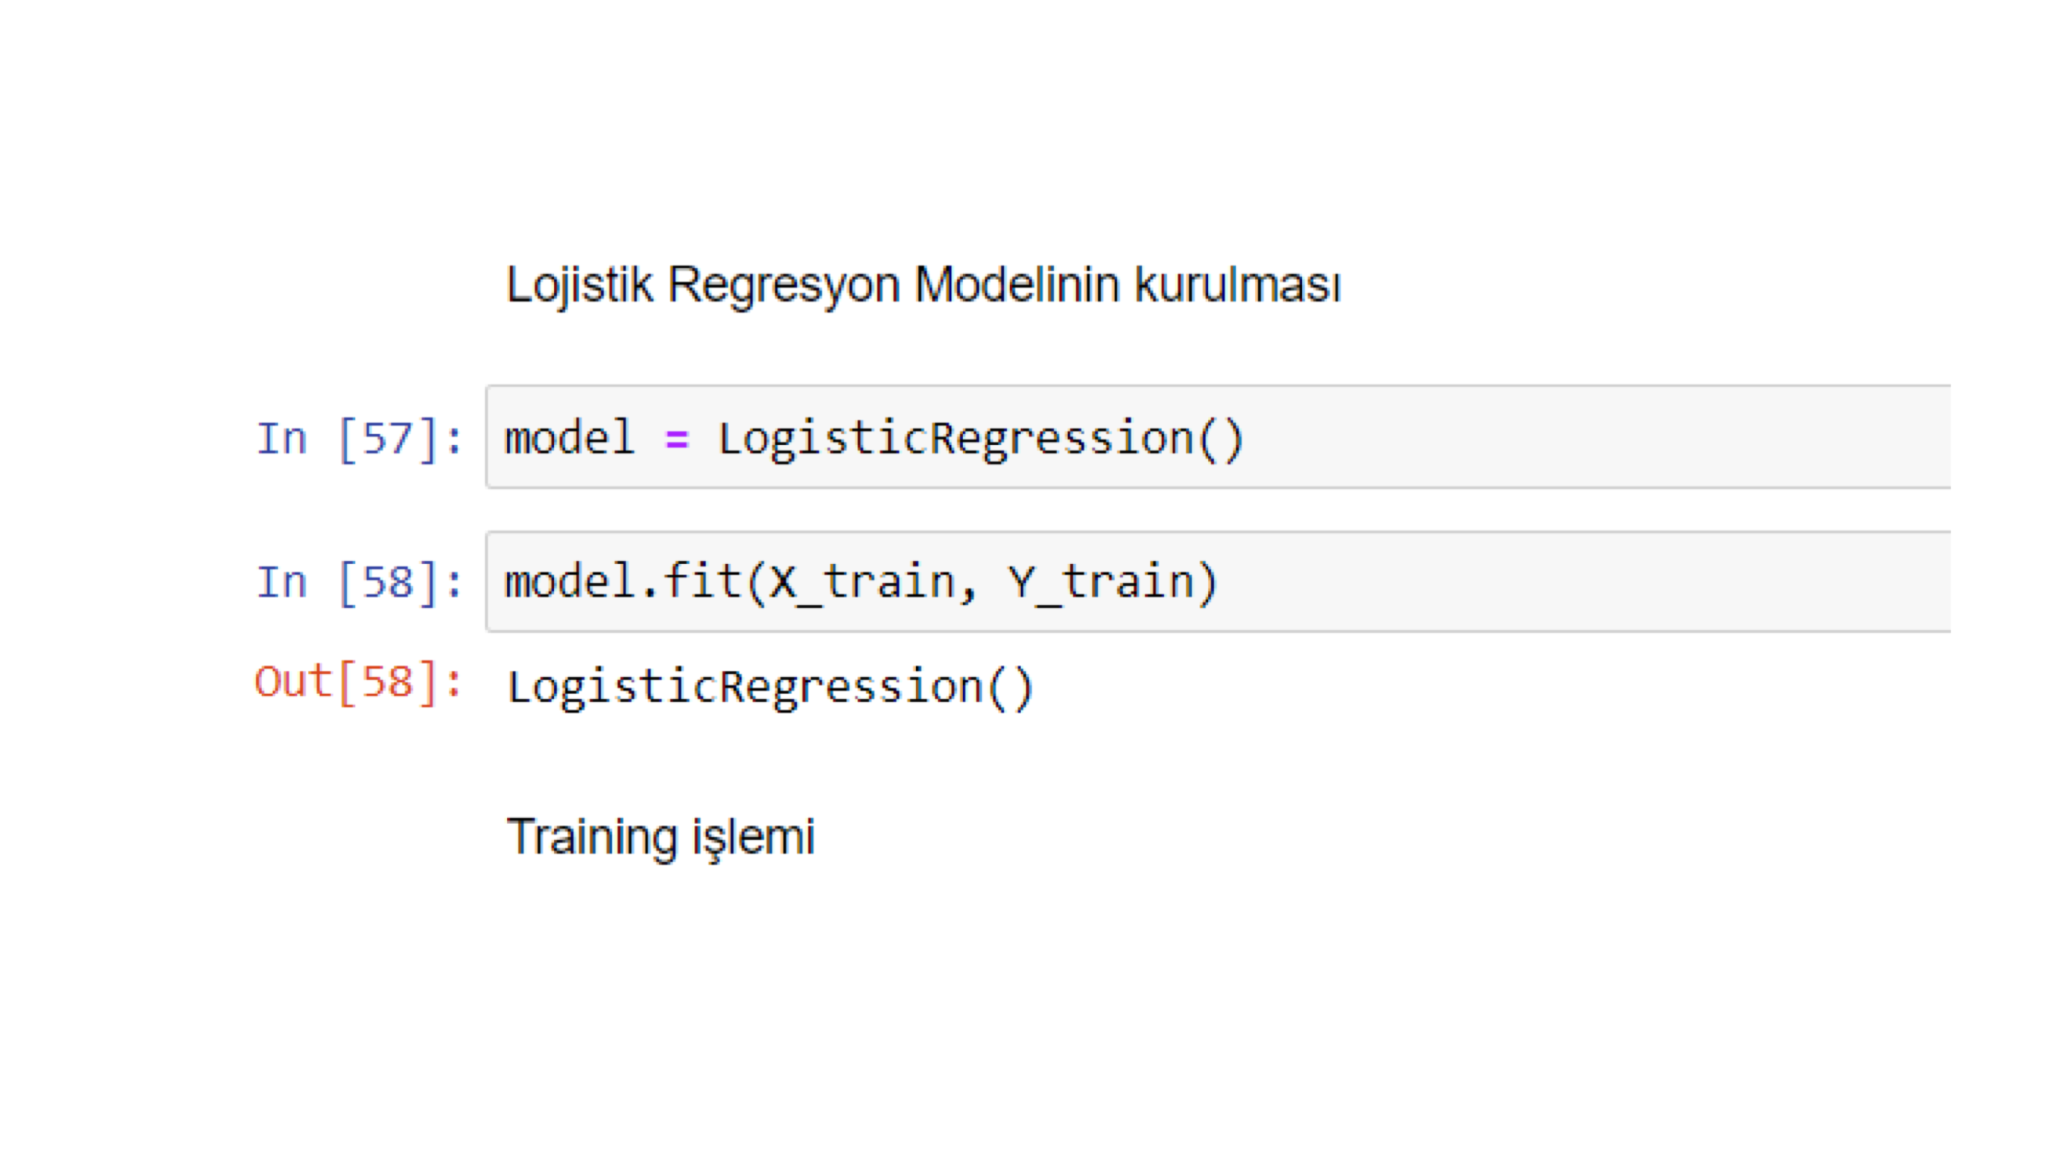 Lojistik Regresyon Modelinin kurulması
In [57]: model = LogisticRegression()
In [58]: model.fit(X_train, Y_train)
Out[58]: LogisticRegression()
Training işlemi